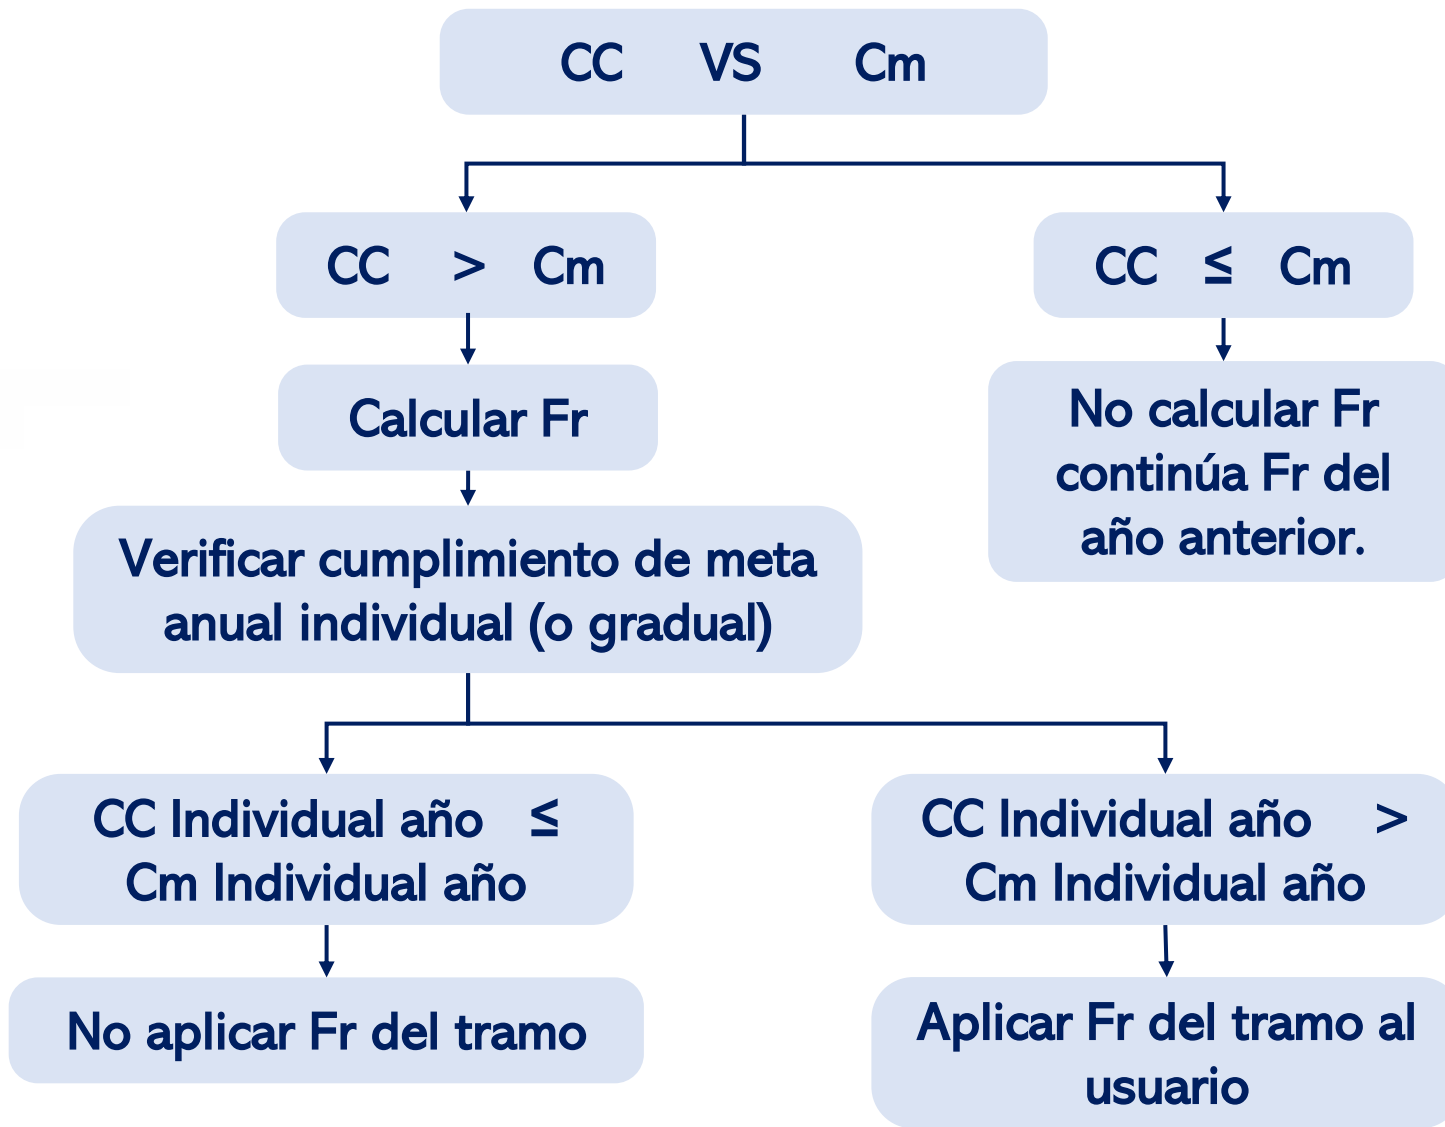 CC VS Cm
CC > Cm
CC ≤ Cm
Calcular Fr
No calcular Fr
continúa Fr del
año anterior.
Verificar cumplimiento de meta
anual individual (o gradual)
CC Individual año ≤
Cm Individual año
CC Individual año >
Cm Individual año
No aplicar Fr del tramo
Aplicar Fr del tramo al
usuario